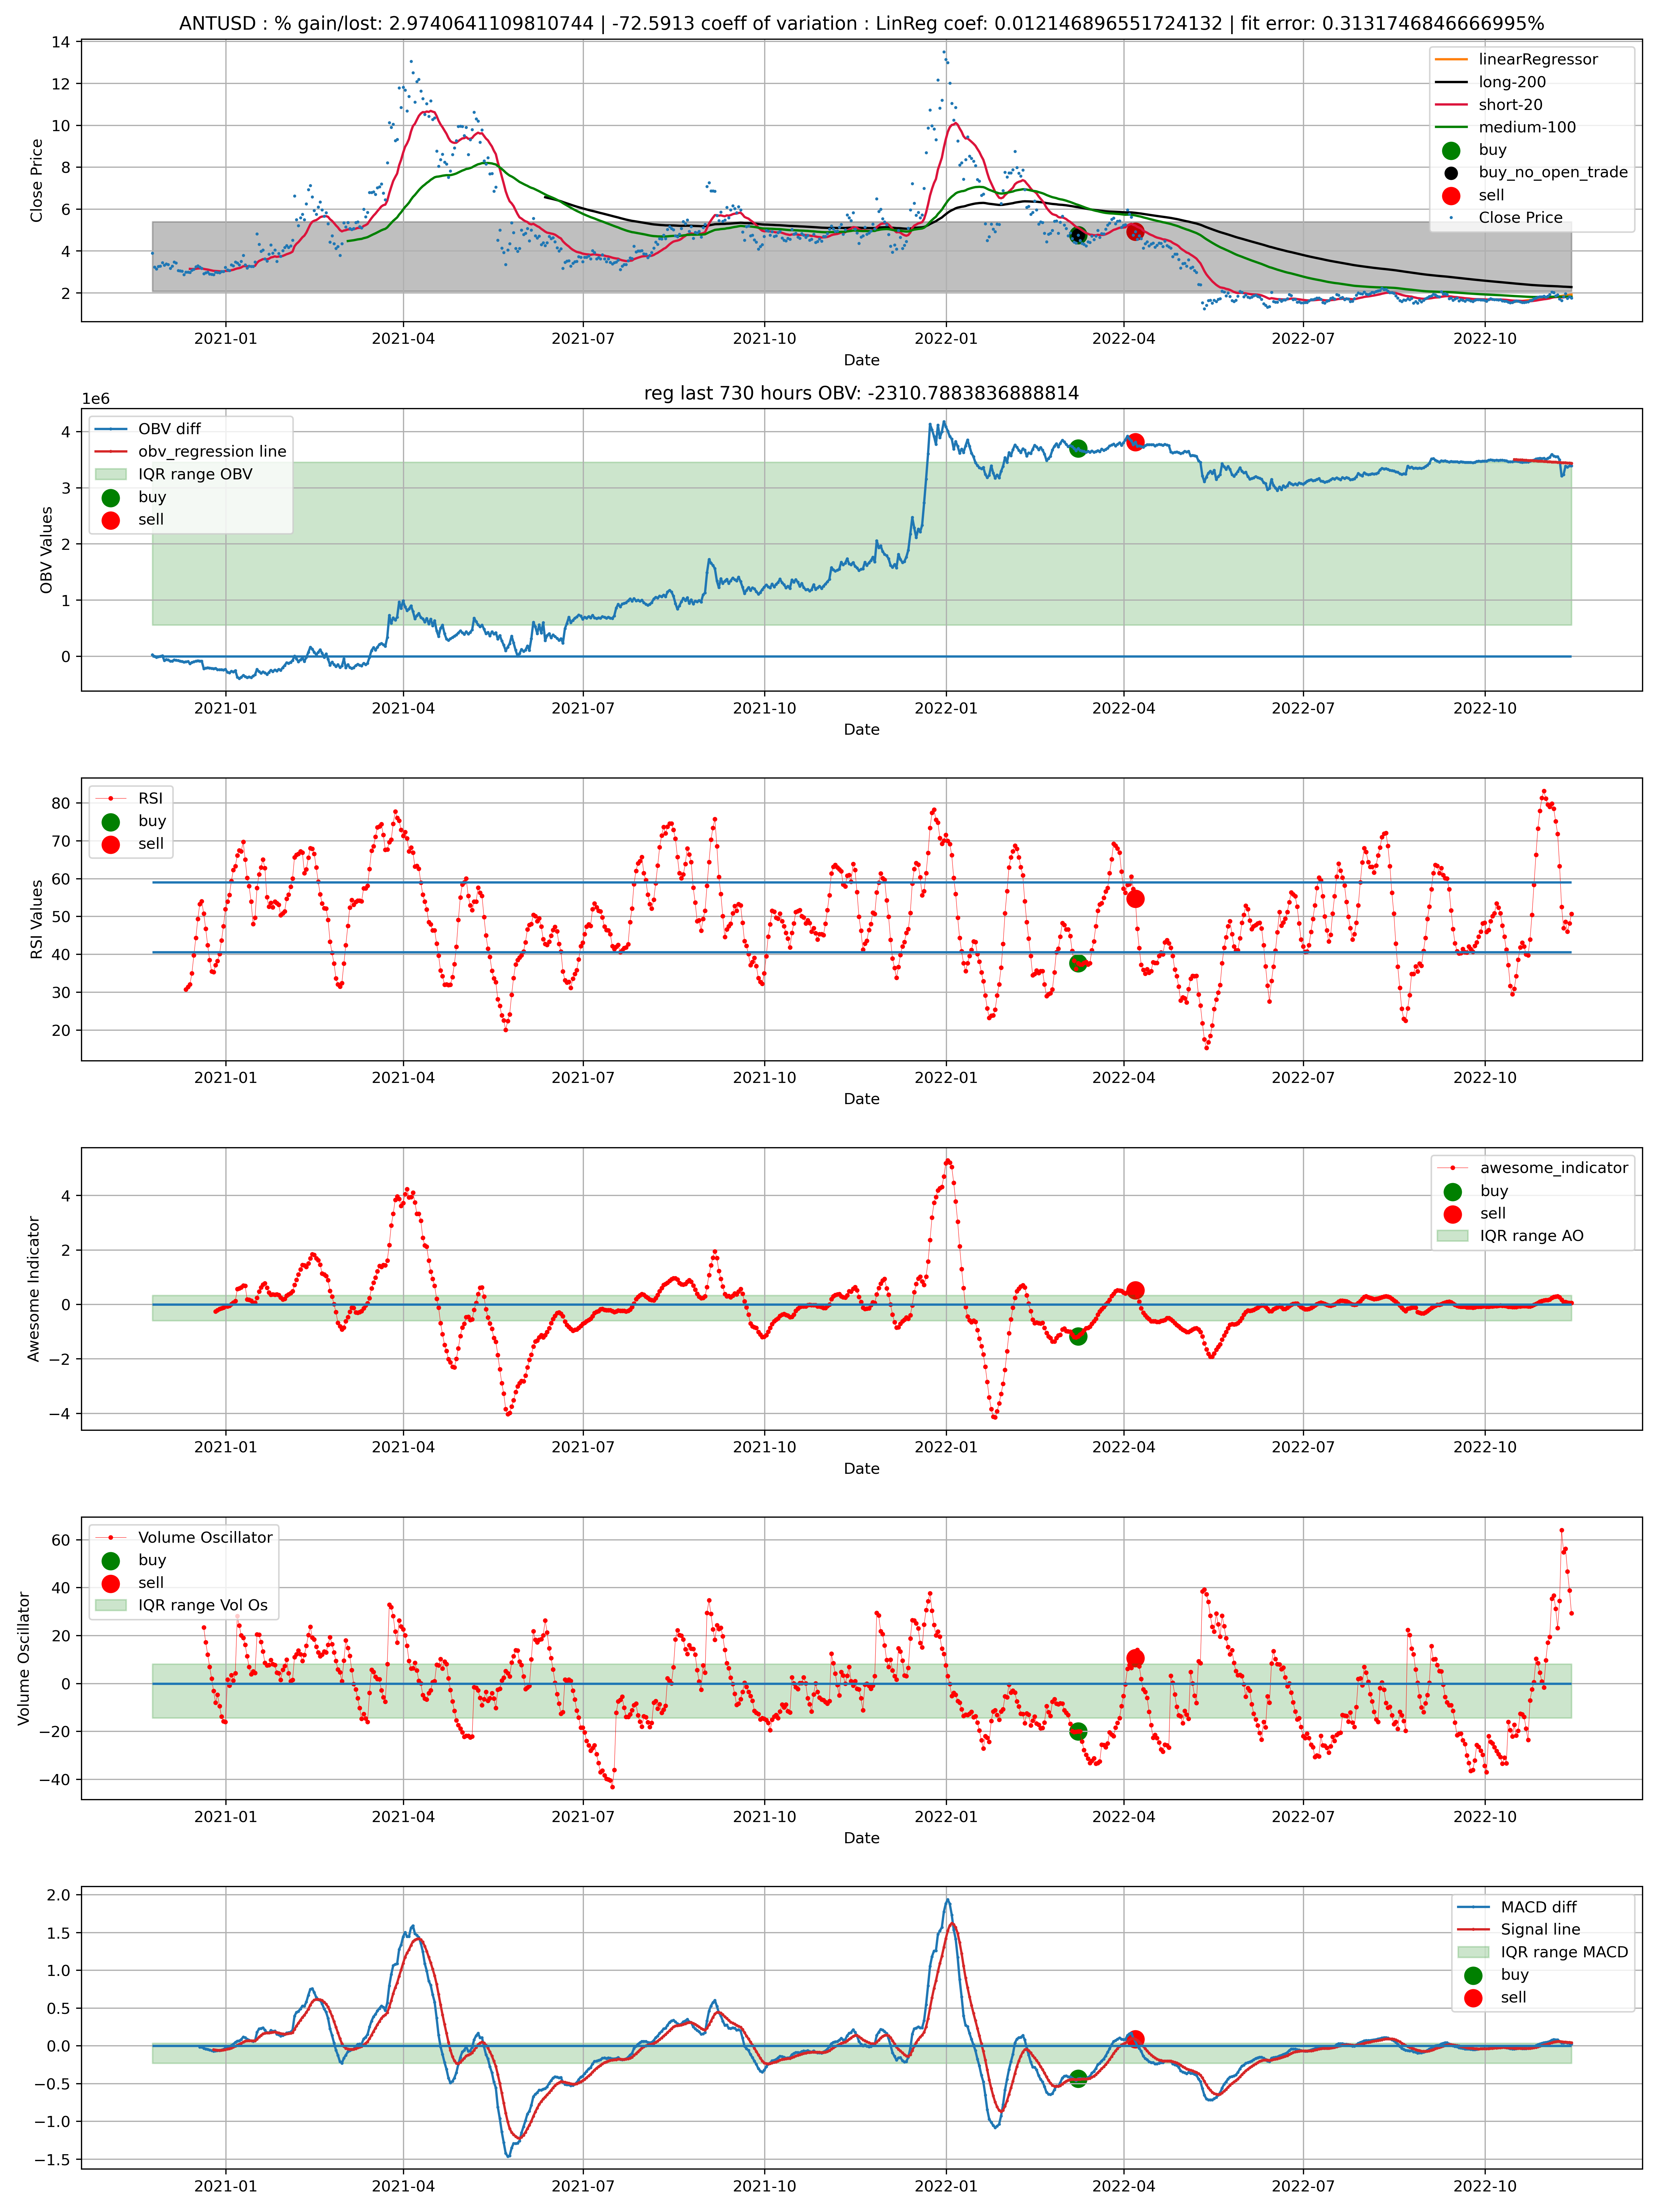 ANTUSD : % gain/lost: 2.9740641109810744 | -72.5913 coeff of variation : LinReg coef: 0.012146896551724132 | fit error: 0.3131746846666995%
14
12
10
8
6
4
2
Close Price
linearRegressor
long-200
short-20
medium-100
buy
buy_no_open_trade
sell
Close Price
2021-01 2021-04 2021-07 2021-10 2022-01 2022-04 2022-07 2022-10
Date
reg last 730 hours OBV: -2310.7883836888814
1e6
4
3
2
1
0
OBV Values
OBV diff
obv_regression line
IQR range OBV
buy
sell
2021-01 2021-04 2021-07 2021-10 2022-01 2022-04 2022-07 2022-10
Date
80
70
60
50
40
30
20
RSI Values
RSI
buy
sell
2021-01 2021-04 2021-07 2021-10 2022-01 2022-04 2022-07 2022-10
Date
4
2
0
−2
−4
Awesome Indicator
awesome_indicator
buy
sell
IQR range AO
2021-01 2021-04 2021-07 2021-10 2022-01 2022-04 2022-07 2022-10
Date
60
40
20
0
−20
−40
Volume Oscillator
Volume Oscillator
buy
sell
IQR range Vol Os
2021-01 2021-04 2021-07 2021-10 2022-01 2022-04 2022-07 2022-10
Date
2.0
1.5
1.0
0.5
0.0
−0.5
−1.0
−1.5
MACD diff
Signal line
IQR range MACD
buy
sell
2021-01 2021-04 2021-07 2021-10 2022-01 2022-04 2022-07 2022-10